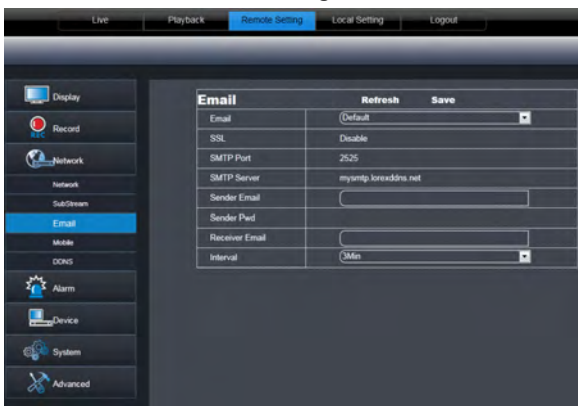 Live Playback Remote Setting Local Setting Logout
Display
REC Record
Network
Network
SubStream
Email
Mobile
DDNS
Alarm
Device
System
Advanced
Email Refresh Save
Email (Default
SSL Disable
SMTP Port 2525
SMTP Server mysmtp.lorexddns.net
Sender Email
Sender Pwd
Receiver Email
Interval 3Min